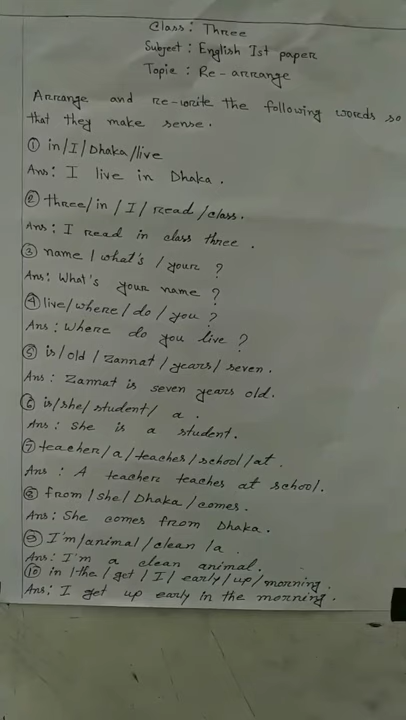 Class: Three
Subject: English Ist paper
Topic: Re-arrange
Arrange and re-write the following words so
that they make sense.
① in/I/Dhaka/live
Ans: I live in Dhaka.
② three/in/I/read/class.
Ans: I read in class three.
③ name/what's/your?
Ans: What's your name?
④ live/where/do/you?
Ans: Where do you live?
⑤ is/old/Zannat/years/seven.
Ans: Zannat is seven years old.
⑥ is/she/student/a.
Ans: She is a student.
⑦ teacher/a/teaches/school/at.
Ans: A teacher teaches at school.
⑧ from/she/Dhaka/comes.
Ans: She comes from Dhaka.
⑨ I'm/animal/clean/a.
Ans: I'm a clean animal.
⑩ in/the/get/I/early/up/morning.
Ans: I get up early in the morning.